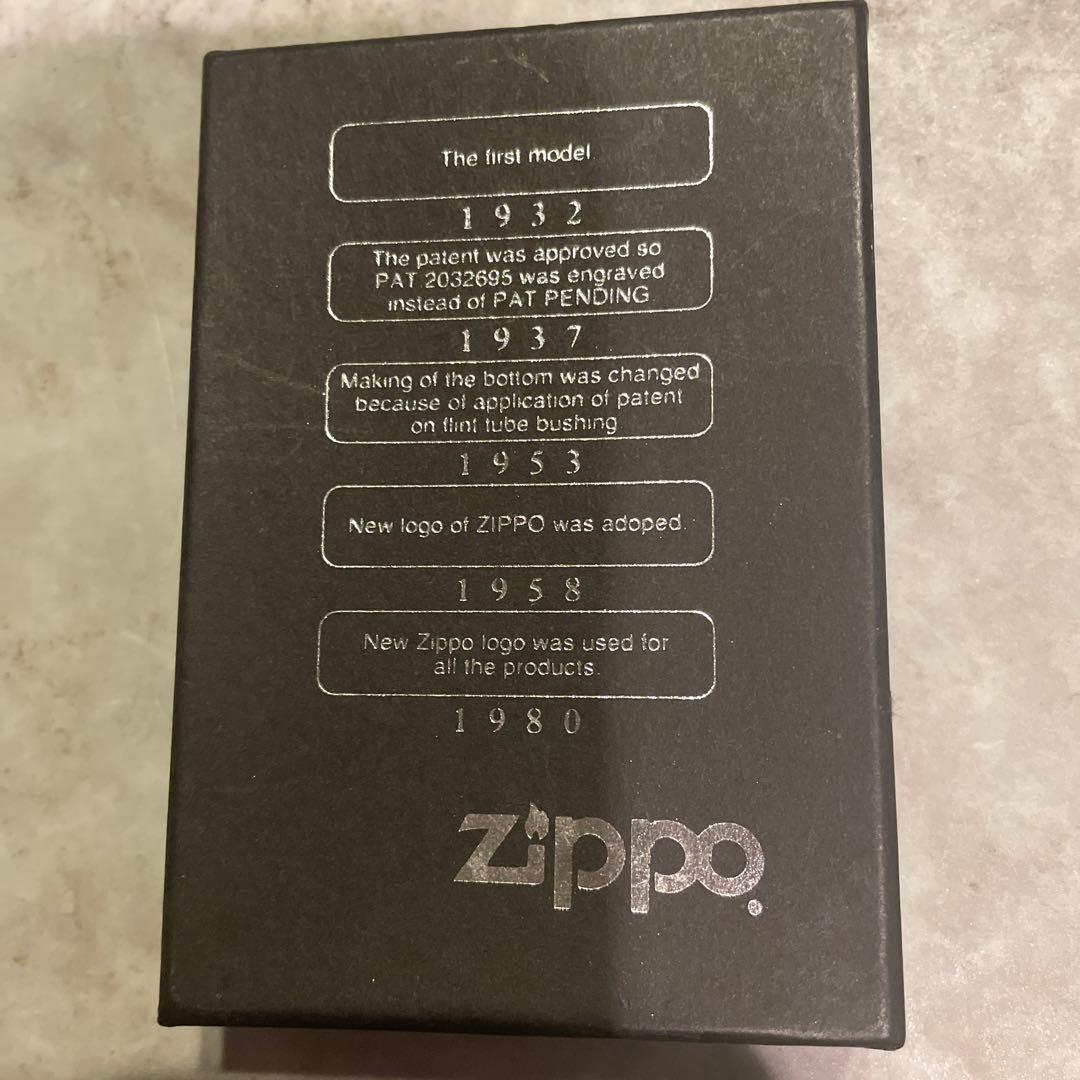 The first model.
1 9 3 2
The patent was approved so
PAT.2032695 was engraved
instead of PAT PENDING
1 9 3 7
Making of the bottom was changed
because of application of patent
on flint tube bushing
1 9 5 3
New logo of ZIPPO was adoped.
1 9 5 8
New Zippo logo was used for
all the products.
1 9 8 0
Zippo®